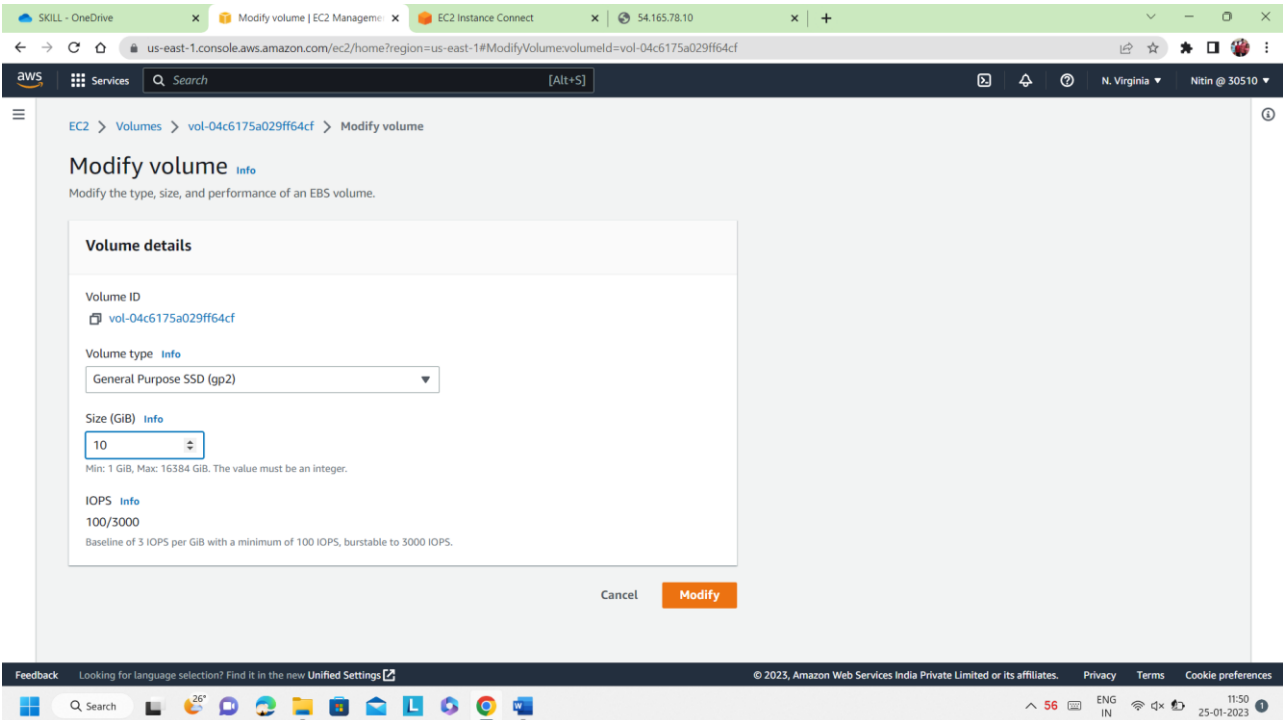 SKILL - OneDrive
Modify volume | EC2 Managemen
EC2 Instance Connect
54.165.78.10
us-east-1.console.aws.amazon.com/ec2/home?region=us-east-1#ModifyVolume:volumeId=vol-04c6175a029ff64cf
aws Services Search [Alt+S] N. Virginia Nitin @ 30510
EC2 > Volumes > vol-04c6175a029ff64cf > Modify volume
Modify volume Info
Modify the type, size, and performance of an EBS volume.
Volume details
Volume ID
vol-04c6175a029ff64cf
Volume type Info
General Purpose SSD (gp2)
Size (GiB) Info
10
Min: 1 GiB, Max: 16384 GiB. The value must be an integer.
IOPS Info
100/3000
Baseline of 3 IOPS per GiB with a minimum of 100 IOPS, burstable to 3000 IOPS.
Cancel Modify
Feedback Looking for language selection? Find it in the new Unified Settings © 2023, Amazon Web Services India Private Limited or its affiliates. Privacy Terms Cookie preferences
Search 26° L W 56 ENG IN 11:50 25-01-2023 1